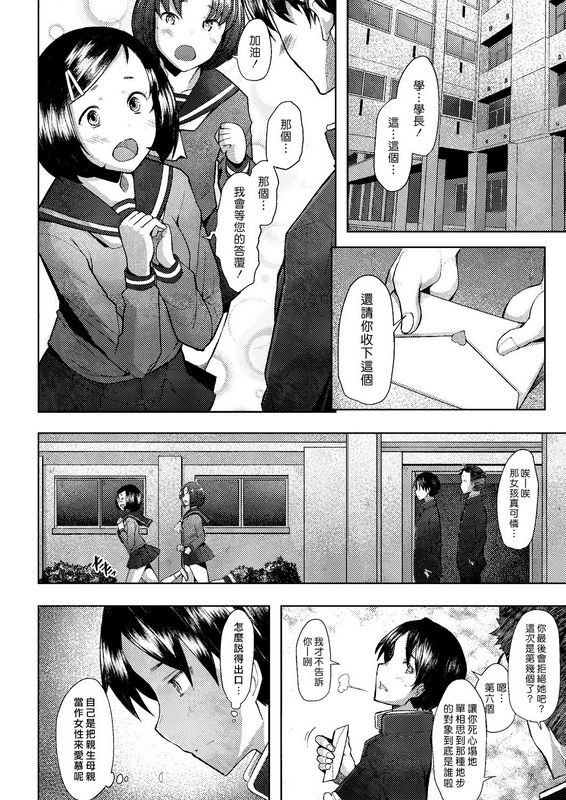 學…學長！
這…這個…
還請你收下這個
加油！
那個…
那個…
我會等您的答覆！
唉—唉
那女孩真可憐…
你最後會拒絕她吧？
這次是第幾個了？
嗯…
第六個
讓你死心塌地
單相思到那種地步
的對象到底是誰啦
我才不告訴
你—咧
怎麼說得出口…
自己是把親生母親
當作女性來愛慕呢